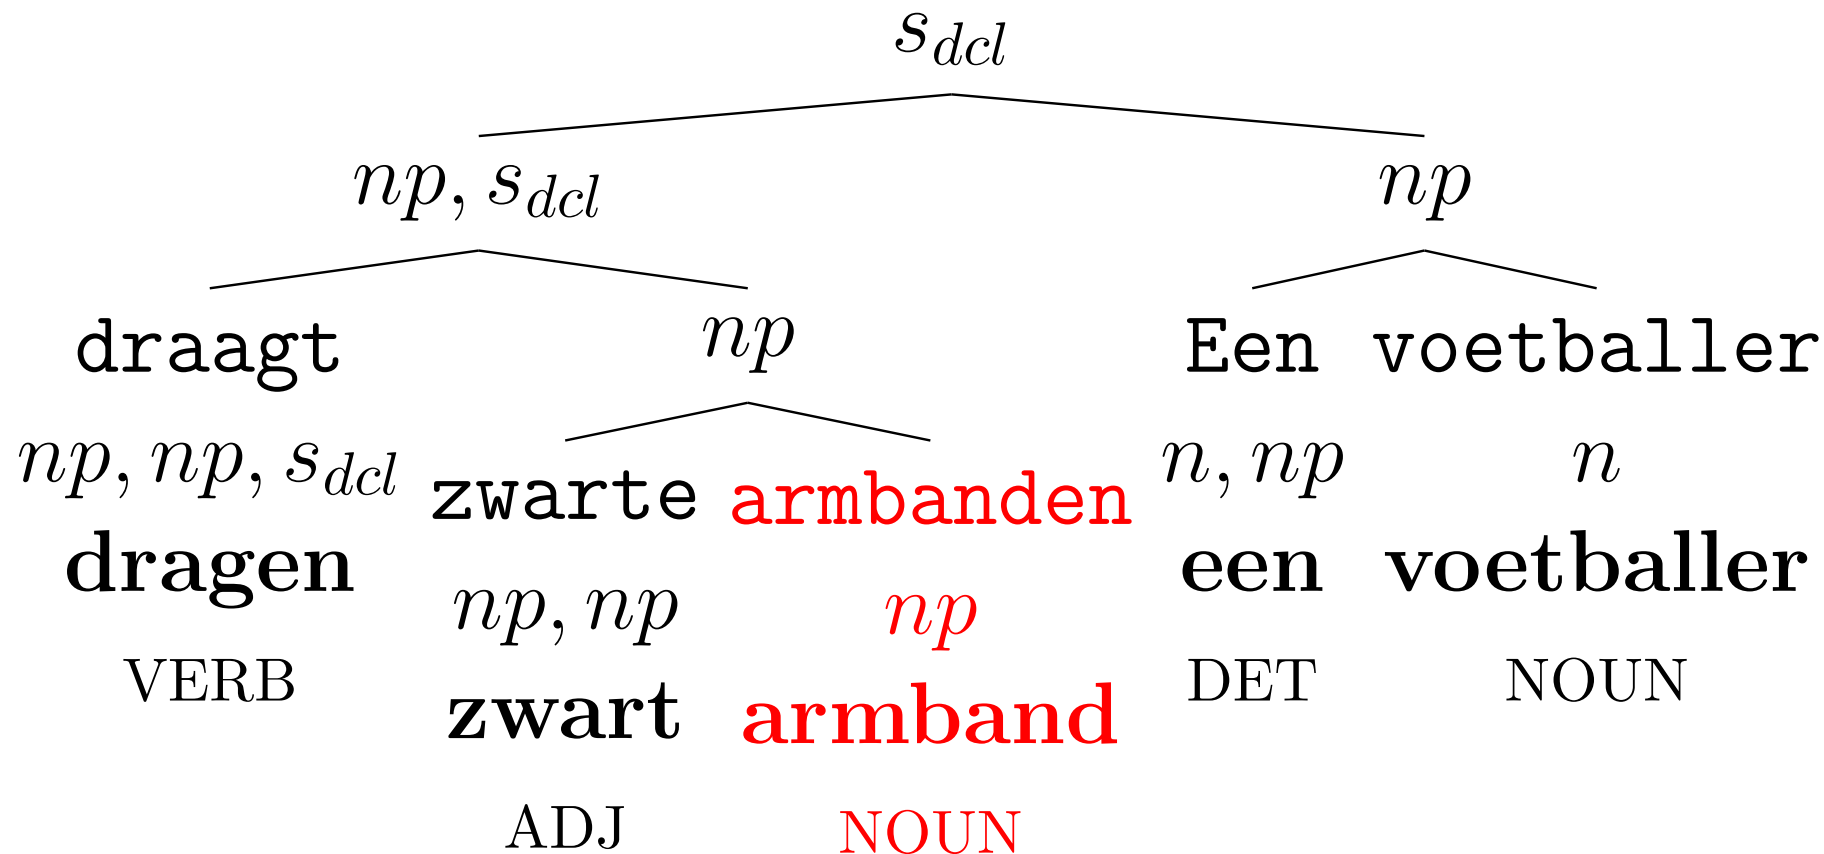 s_dcl
np, s_dcl np
draagt np Een voetballer
np, np, s_dcl zwarte armbanden n, np n
dragen np, np np een voetballer
VERB zwart armband DET NOUN
ADJ NOUN